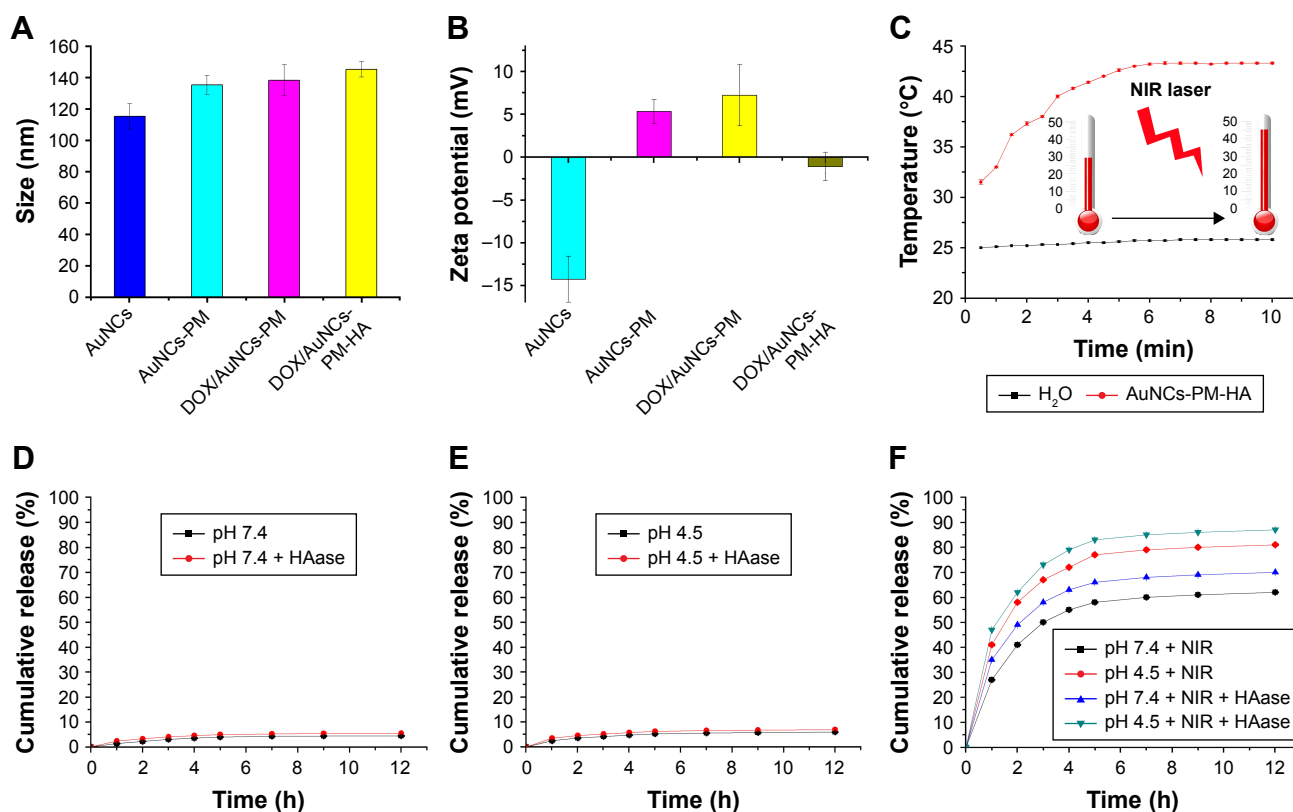 A
160
140
120
100
80
60
40
20
0
Size (nm)
AuNCs
AuNCs-PM
DOX/AuNCs-PM
DOX/AuNCs-
PM-HA
B
10
5
0
−5
−10
−15
Zeta potential (mV)
AuNCs
AuNCs-PM
DOX/AuNCs-PM
DOX/AuNCs-
PM-HA
C
45
40
35
30
25
20
Temperature (°C)
NIR laser
50
40
30
20
10
0
50
40
30
20
10
0
0 2 4 6 8 10
Time (min)
H2O AuNCs-PM-HA
D
100
90
80
70
60
50
40
30
20
10
0
Cumulative release (%)
pH 7.4
pH 7.4 + HAase
0 2 4 6 8 10 12
Time (h)
E
100
90
80
70
60
50
40
30
20
10
0
Cumulative release (%)
pH 4.5
pH 4.5 + HAase
0 2 4 6 8 10 12
Time (h)
F
100
90
80
70
60
50
40
30
20
10
0
Cumulative release (%)
pH 7.4 + NIR
pH 4.5 + NIR
pH 7.4 + NIR + HAase
pH 4.5 + NIR + HAase
0 2 4 6 8 10 12
Time (h)